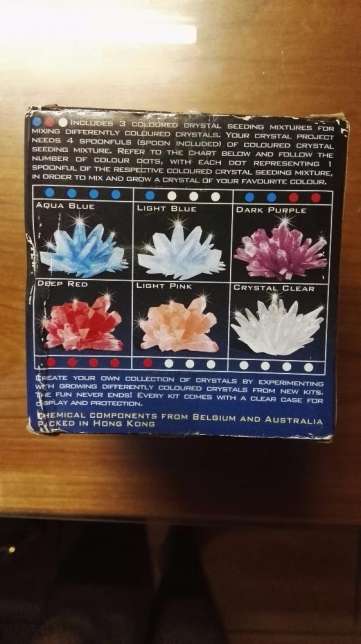 INCLUDES 3 COLOURED CRYSTAL SEEDING MIXTURES FOR
MIXING DIFFERENTLY COLOURED CRYSTALS. YOUR CRYSTAL PROJECT
NEEDS 4 SPOONFULS (SPOON INCLUDED) OF COLOURED CRYSTAL
SEEDING MIXTURE. REFER TO THE CHART BELOW AND FOLLOW THE
NUMBER OF COLOUR DOTS, WITH EACH DOT REPRESENTING 1
SPOONFUL OF THE RESPECTIVE COLOURED CRYSTAL SEEDING MIXTURE,
IN ORDER TO MIX AND GROW A CRYSTAL OF YOUR FAVOURITE COLOUR.
AQUA BLUE LIGHT BLUE DARK PURPLE
DEEP RED LIGHT PINK CRYSTAL CLEAR
CREATE YOUR OWN COLLECTION OF CRYSTALS BY EXPERIMENTING
WITH GROWING DIFFERENTLY COLOURED CRYSTALS FROM NEW KITS.
THE FUN NEVER ENDS! EVERY KIT COMES WITH A CLEAR CASE FOR
DISPLAY AND PROTECTION.
CHEMICAL COMPONENTS FROM BELGIUM AND AUSTRALIA
PACKED IN HONG KONG